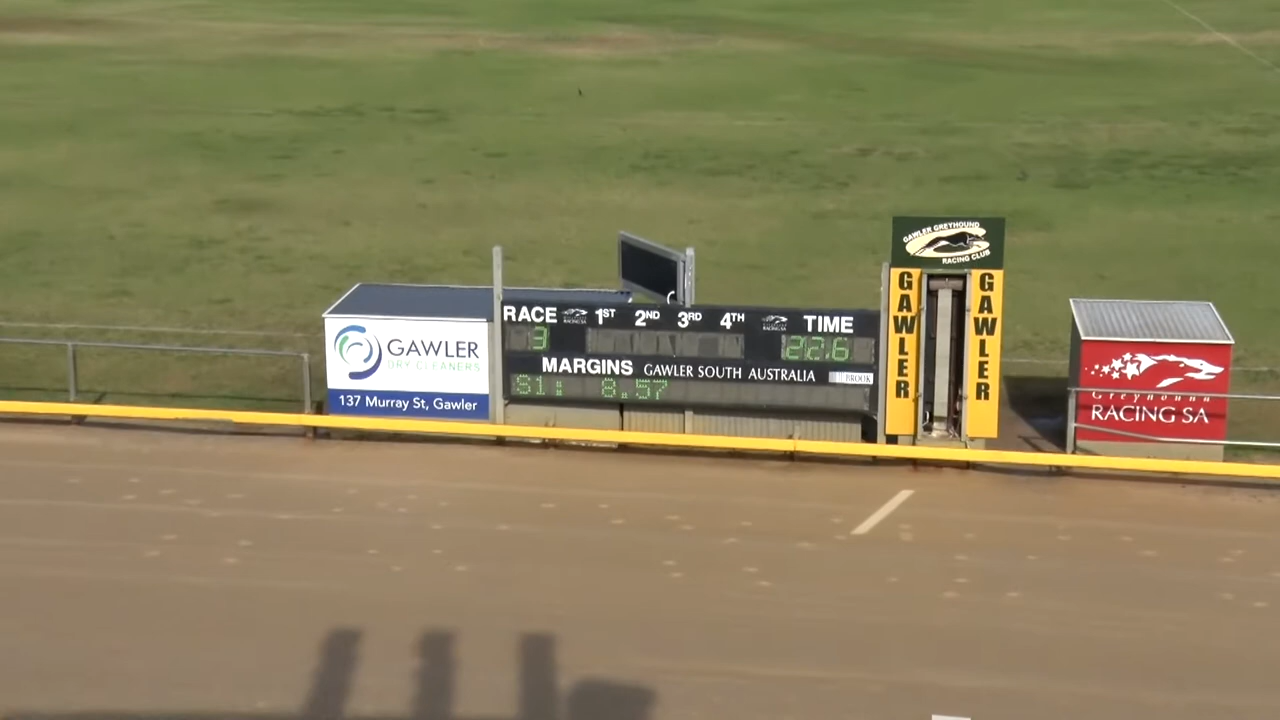 GAWLER GREYHOUND
RACING CLUB
GAWLER
GAWLER
RACE 1ST 2ND 3RD 4TH TIME
3 22.6
MARGINS GAWLER SOUTH AUSTRALIA BROOK
S1: 8.57
GAWLER
DRY CLEANERS
137 Murray St, Gawler
Greyhound
RACING SA